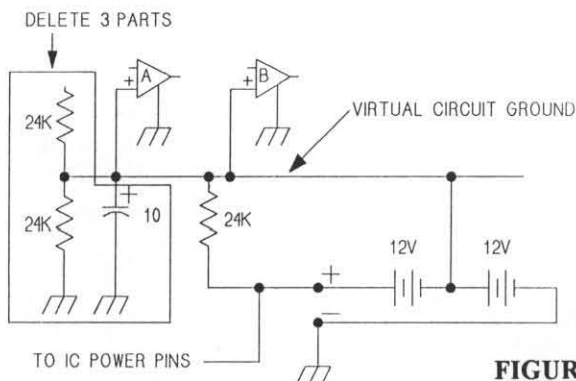 DELETE 3 PARTS
A
B
+
+
VIRTUAL CIRCUIT GROUND
24K
+
24K
10
24K
12V
12V
+
−
TO IC POWER PINS
FIGUR